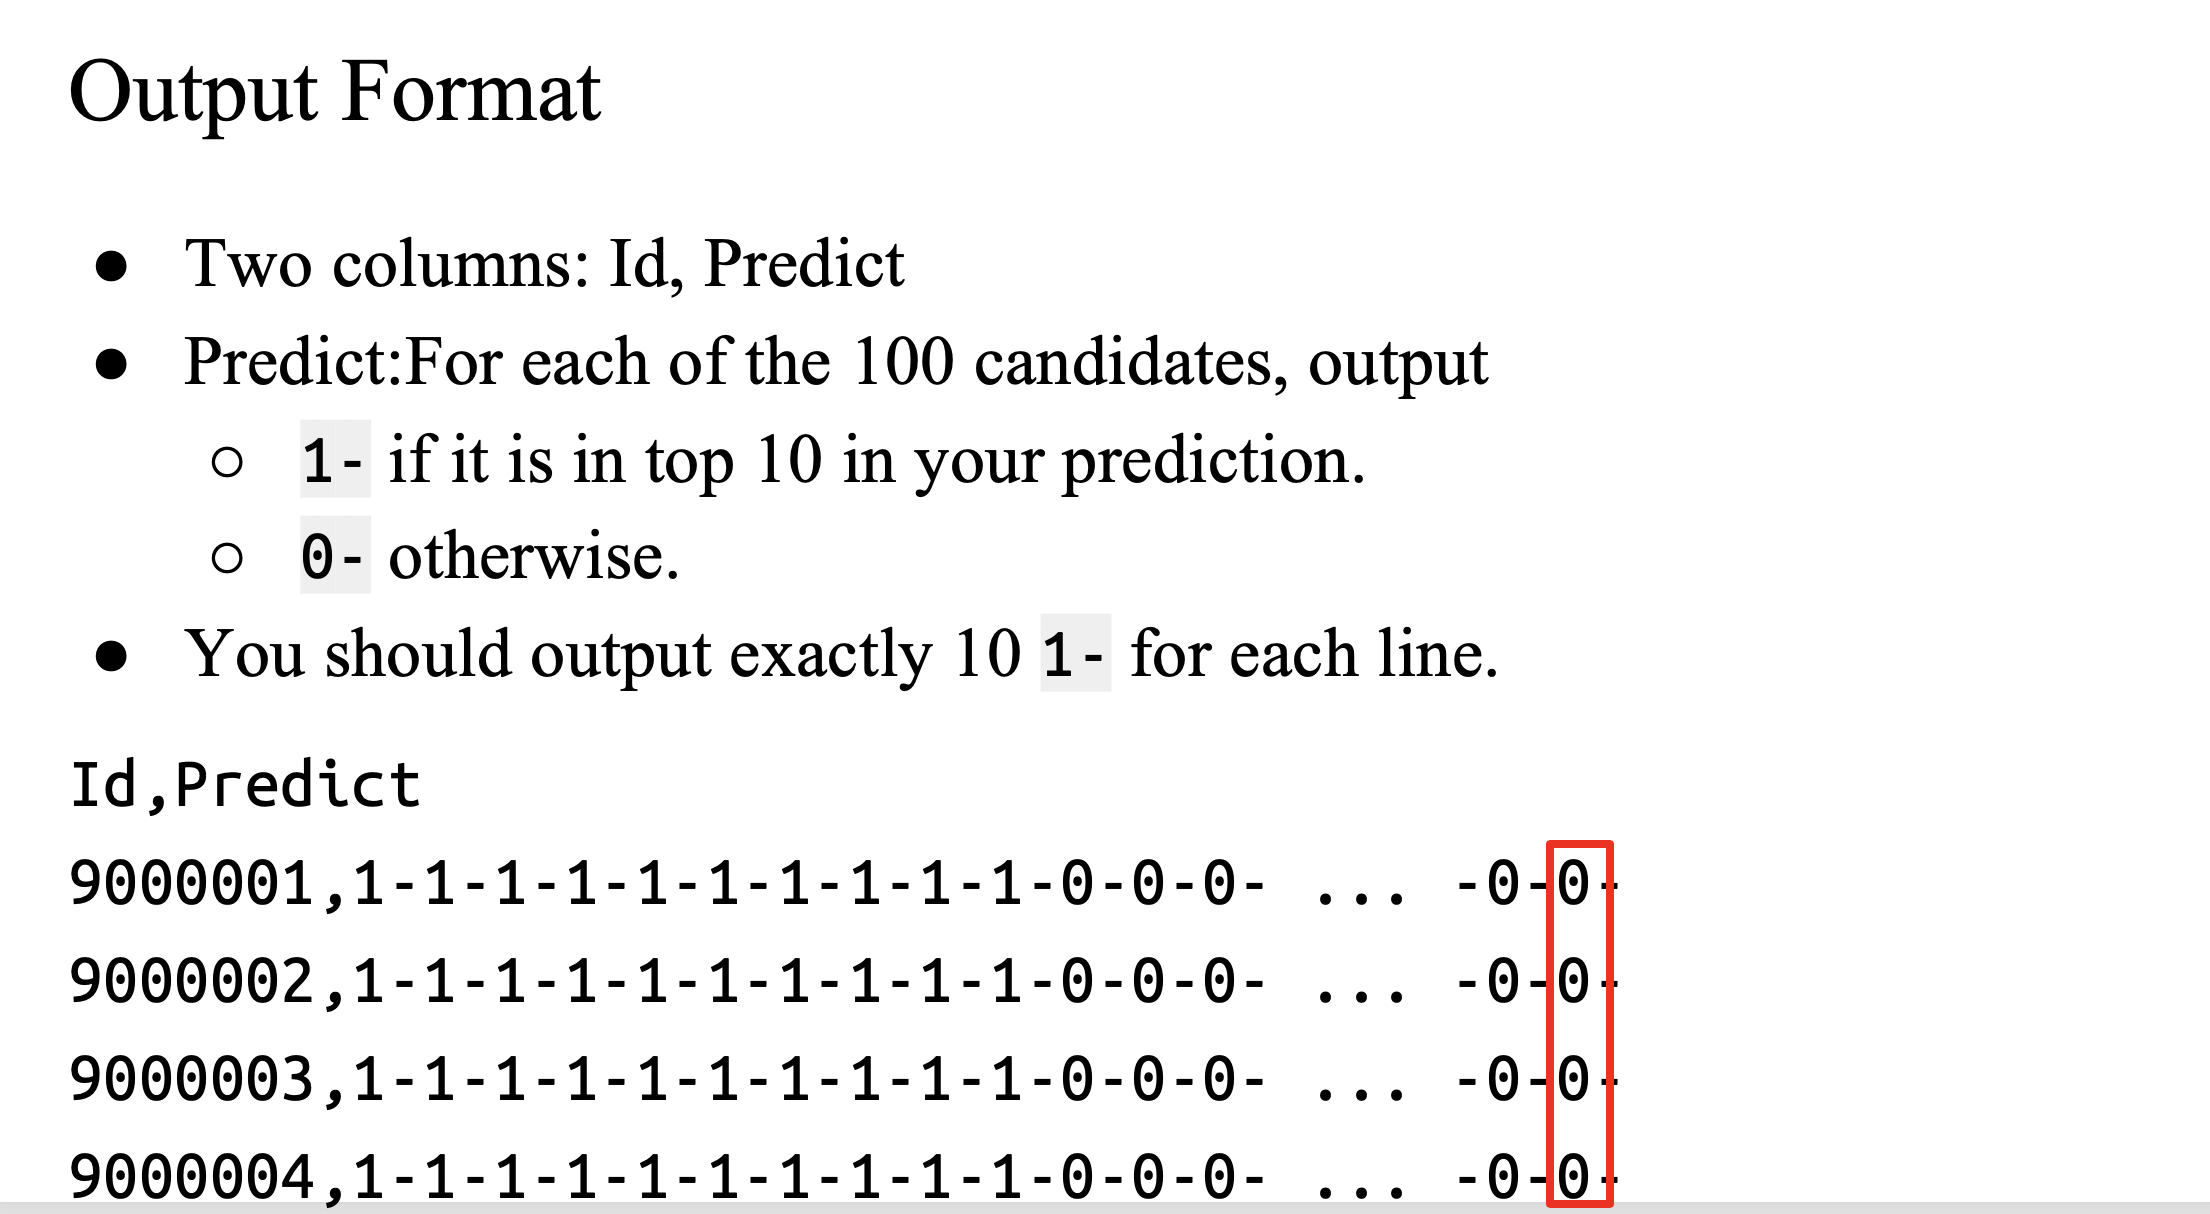 Output Format
● Two columns: Id, Predict
● Predict:For each of the 100 candidates, output
○ 1- if it is in top 10 in your prediction.
○ 0- otherwise.
● You should output exactly 10 1- for each line.
Id,Predict
9000001,1-1-1-1-1-1-1-1-1-1-0-0-0- ... -0-0-
9000002,1-1-1-1-1-1-1-1-1-1-0-0-0- ... -0-0-
9000003,1-1-1-1-1-1-1-1-1-1-0-0-0- ... -0-0-
9000004,1-1-1-1-1-1-1-1-1-1-0-0-0- ... -0-0-